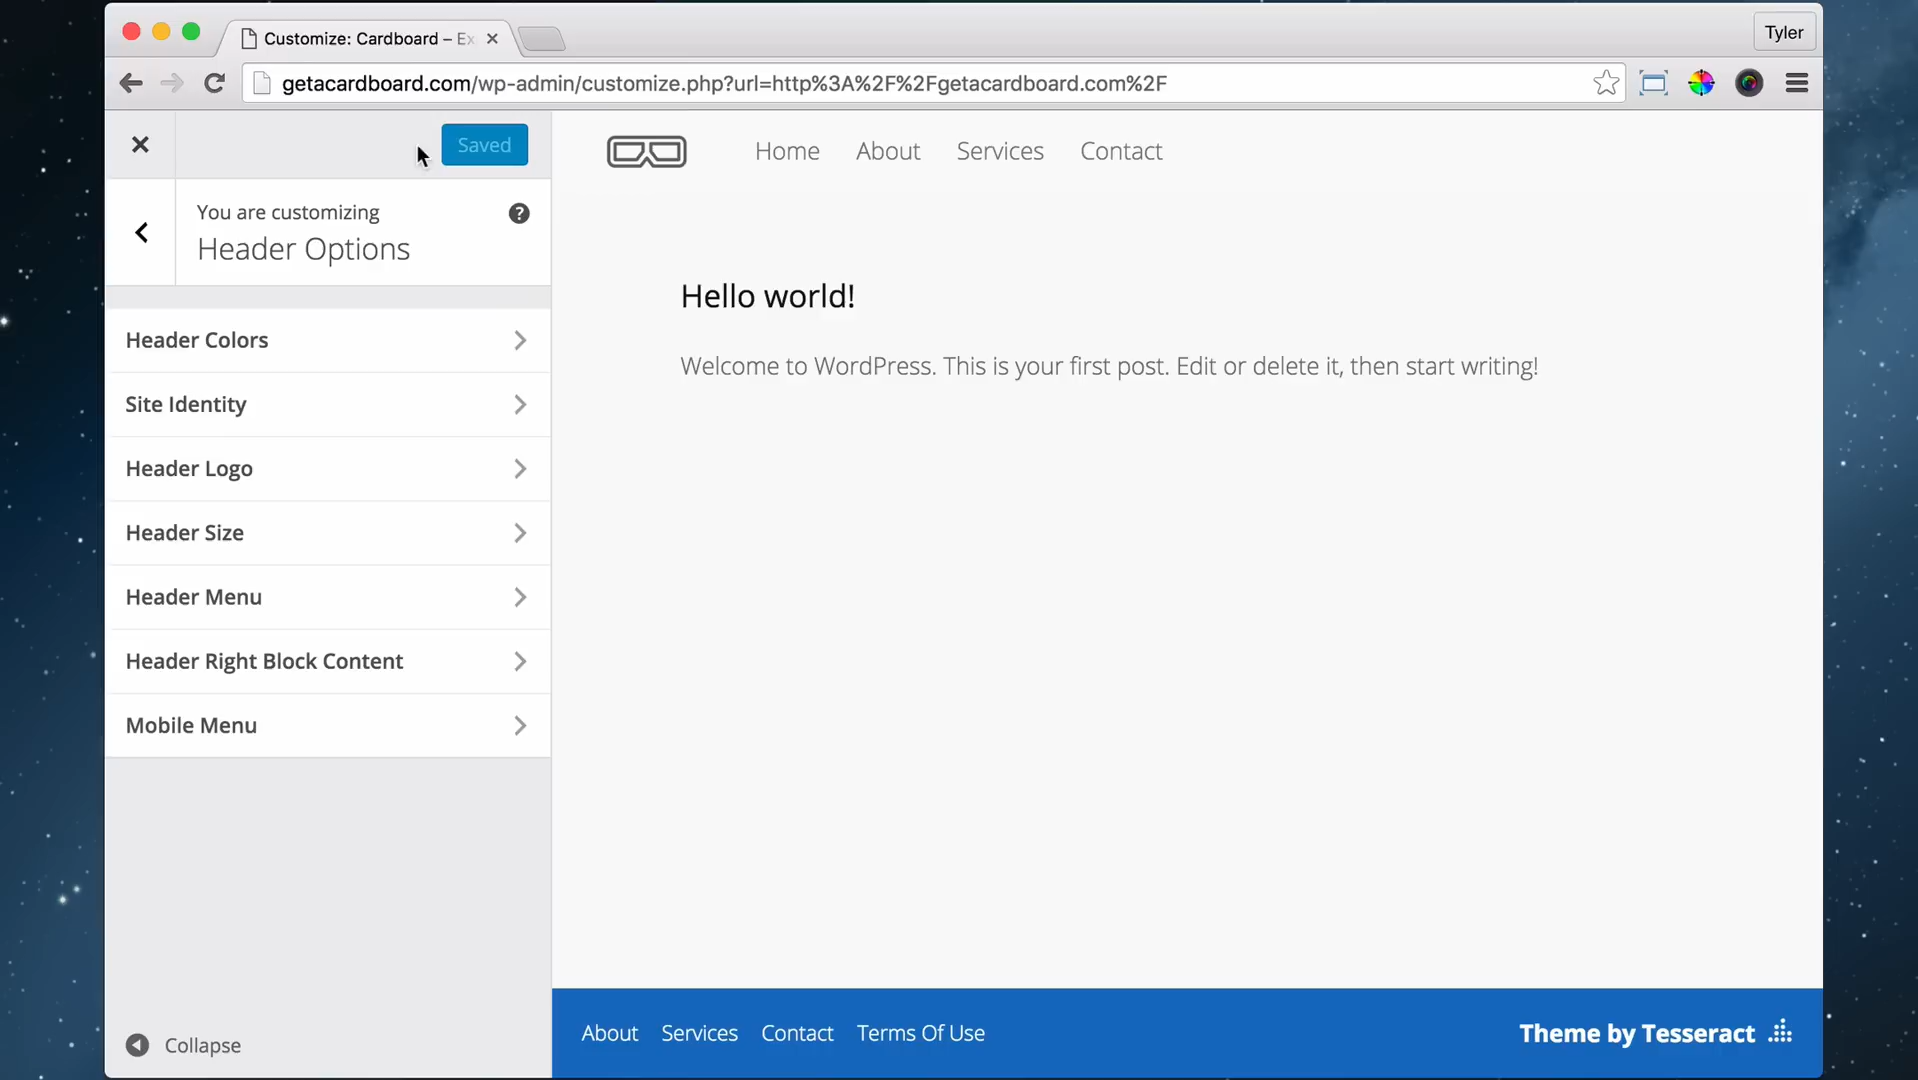 Customize: Cardboard – Ex
Tyler
getacardboard.com/wp-admin/customize.php?url=http%3A%2F%2Fgetacardboard.com%2F
Saved
Home About Services Contact
You are customizing
Header Options
Hello world!
Welcome to WordPress. This is your first post. Edit or delete it, then start writing!
Header Colors
Site Identity
Header Logo
Header Size
Header Menu
Header Right Block Content
Mobile Menu
Collapse
About Services Contact Terms Of Use
Theme by Tesseract